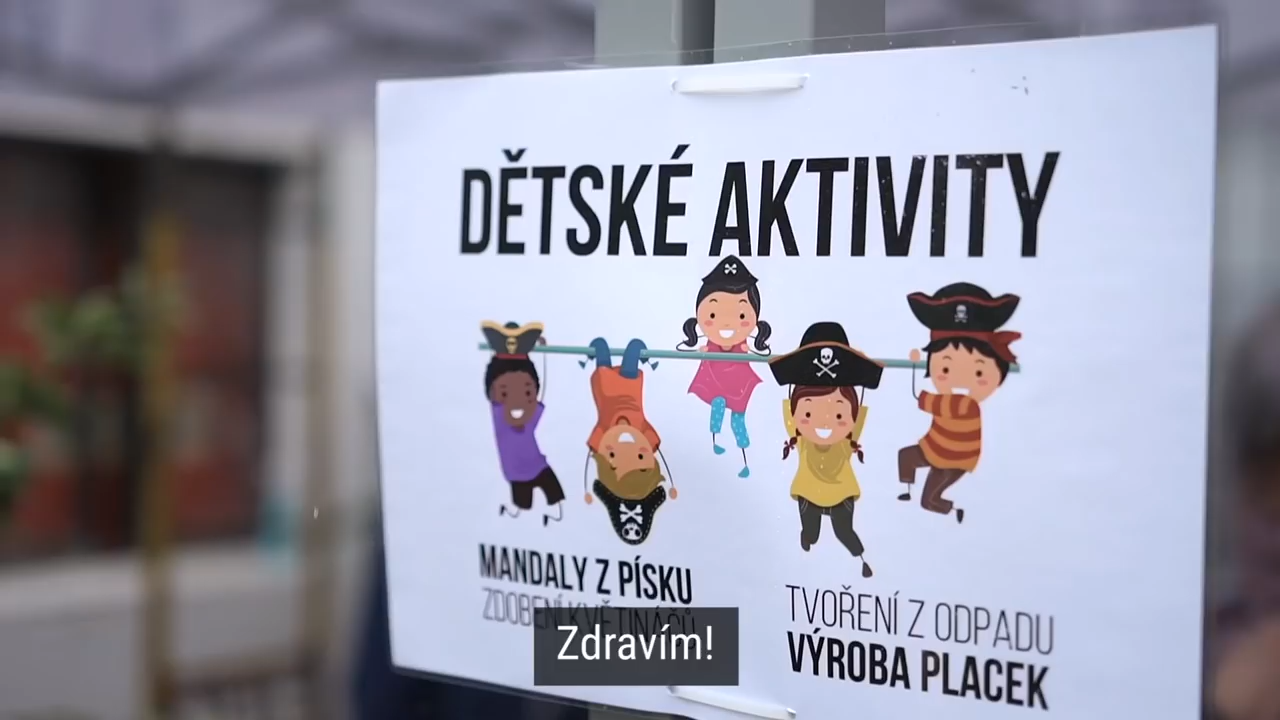 DĚTSKÉ AKTIVITY
MANDALY Z PÍSKU
ZDOBENÍ KVĚTINÁČŮ
TVOŘENÍ Z ODPADU
VÝROBA PLACEK
Zdravím!